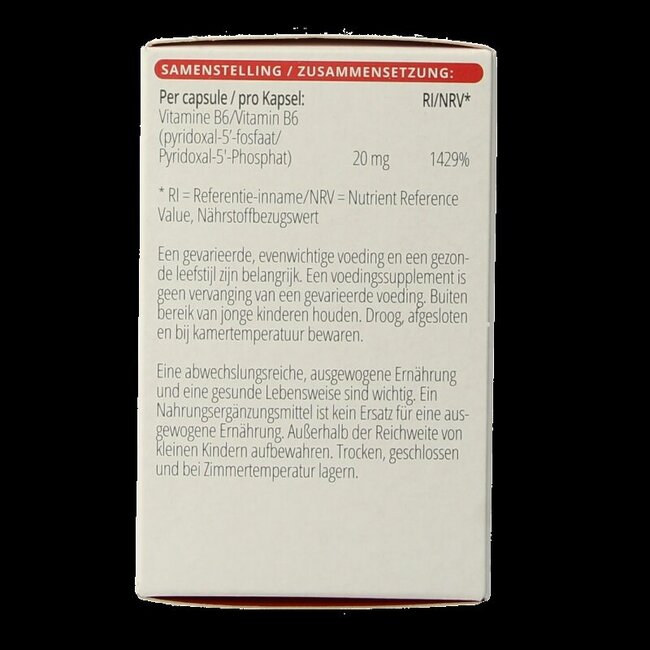 SAMENSTELLING / ZUSAMMENSETZUNG:
Per capsule / pro Kapsel: RI/NRV*
Vitamine B6/Vitamin B6
(pyridoxal-5'-fosfaat/
Pyridoxal-5'-Phosphat) 20 mg 1429%
* RI = Referentie-inname/NRV = Nutrient Reference
Value, Nährstoffbezugswert
Een gevarieerde, evenwichtige voeding en een gezon-
de leefstijl zijn belangrijk. Een voedingssupplement is
geen vervanging van een gevarieerde voeding. Buiten
bereik van jonge kinderen houden. Droog, afgesloten
en bij kamertemperatuur bewaren.
Eine abwechslungsreiche, ausgewogene Ernährung
und eine gesunde Lebensweise sind wichtig. Ein
Nahrungsergänzungsmittel ist kein Ersatz für eine aus-
gewogene Ernährung. Außerhalb der Reichweite von
kleinen Kindern aufbewahren. Trocken, geschlossen
und bei Zimmertemperatur lagern.